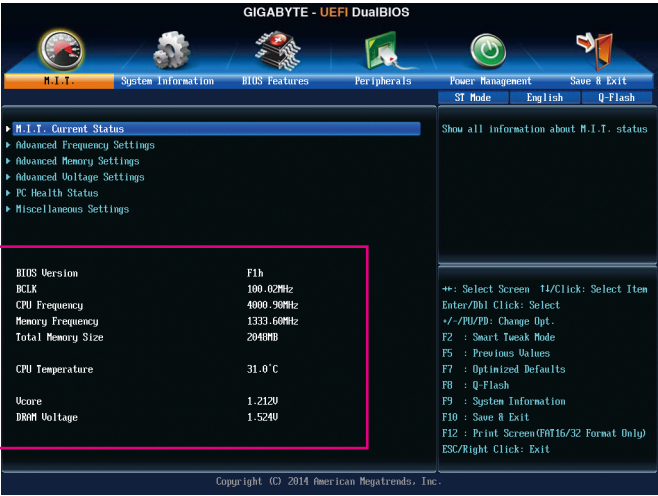 GIGABYTE - UEFI DualBIOS
M.I.T. System Information BIOS Features Peripherals Power Management Save & Exit
ST Mode English Q-Flash
M.I.T. Current Status
Advanced Frequency Settings
Advanced Memory Settings
Advanced Voltage Settings
PC Health Status
Miscellaneous Settings
Show all information about M.I.T. status
BIOS Version F1h
BCLK 100.02MHz
CPU Frequency 4000.90MHz
Memory Frequency 1333.60MHz
Total Memory Size 2048MB
CPU Temperature 31.0°C
Vcore 1.212V
DRAM Voltage 1.524V
↔: Select Screen ↑↓/Click: Select Item
Enter/Dbl Click: Select
+/-/PU/PD: Change Opt.
F2 : Smart Tweak Mode
F5 : Previous Values
F7 : Optimized Defaults
F8 : Q-Flash
F9 : System Information
F10 : Save & Exit
F12 : Print Screen(FAT16/32 Format Only)
ESC/Right Click: Exit
Copyright (C) 2014 American Megatrends, Inc.